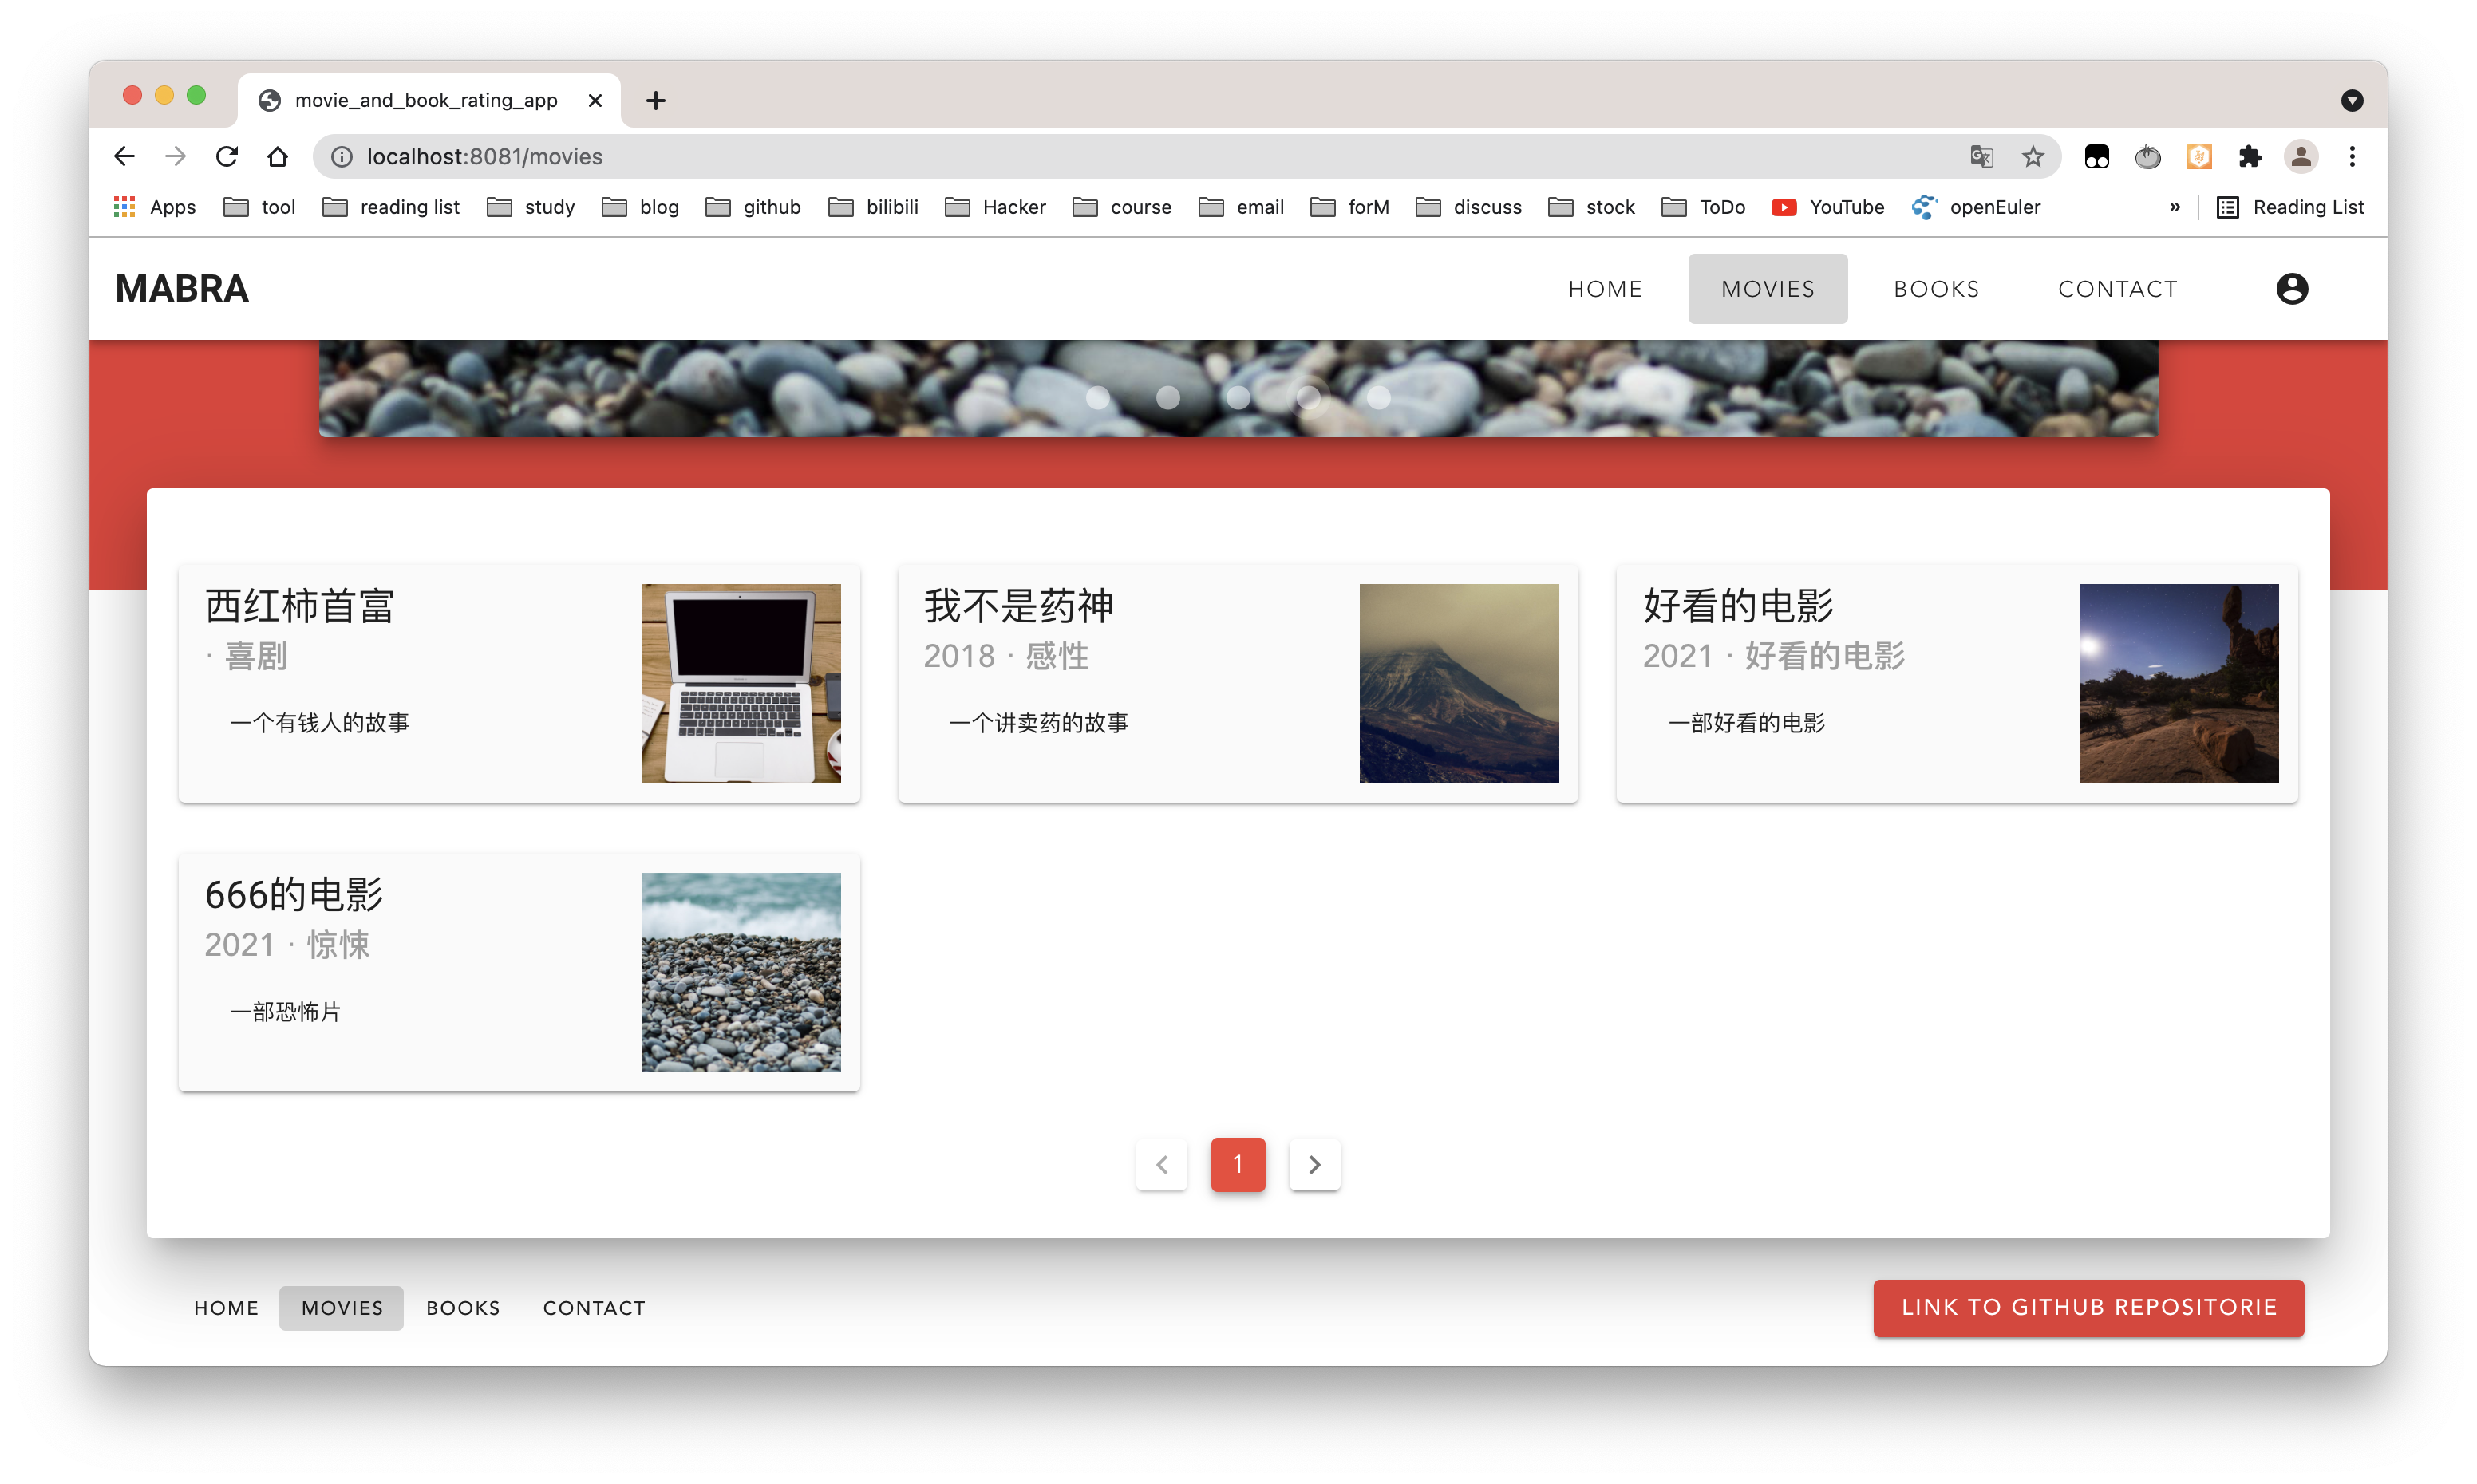 movie_and_book_rating_app
localhost:8081/movies
Apps tool reading list study blog github bilibili Hacker course email forM discuss stock ToDo YouTube openEuler » Reading List
MABRA HOME MOVIES BOOKS CONTACT
西红柿首富
· 喜剧
一个有钱人的故事
我不是药神
2018 · 感性
一个讲卖药的故事
好看的电影
2021 · 好看的电影
一部好看的电影
666的电影
2021 · 惊悚
一部恐怖片
1
HOME MOVIES BOOKS CONTACT LINK TO GITHUB REPOSITORIE